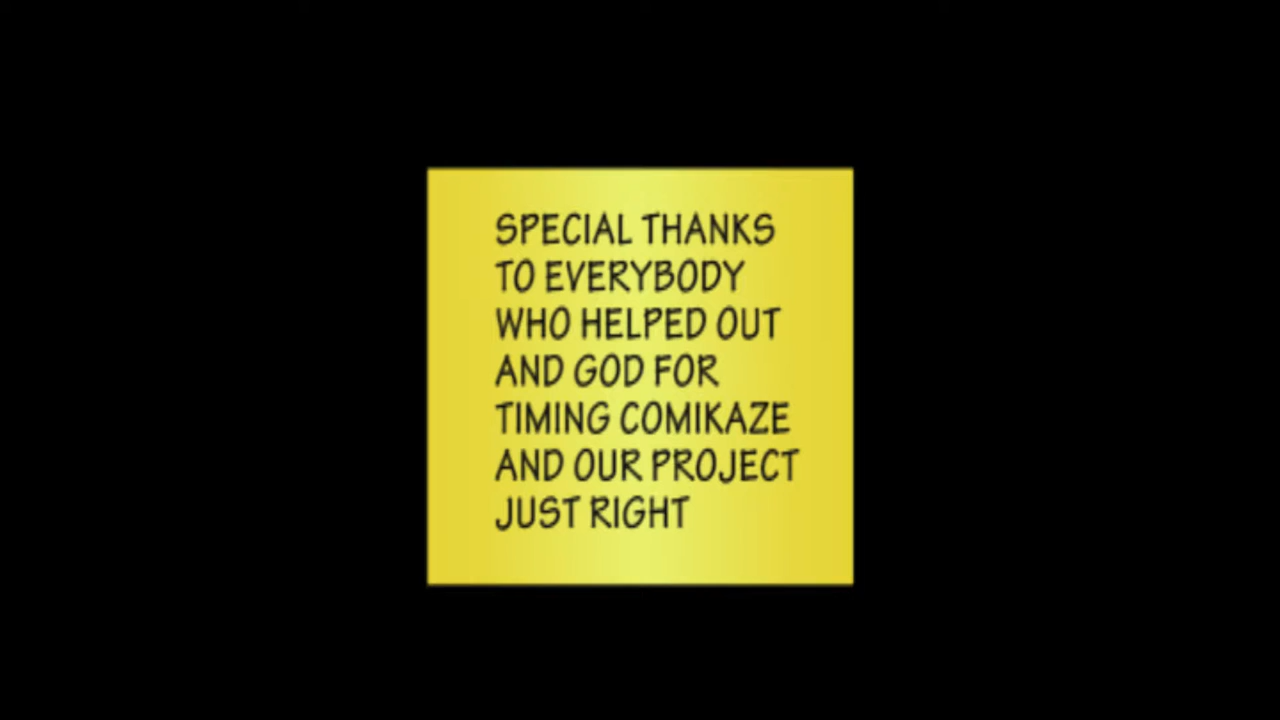 SPECIAL THANKS
TO EVERYBODY
WHO HELPED OUT
AND GOD FOR
TIMING COMIKAZE
AND OUR PROJECT
JUST RIGHT